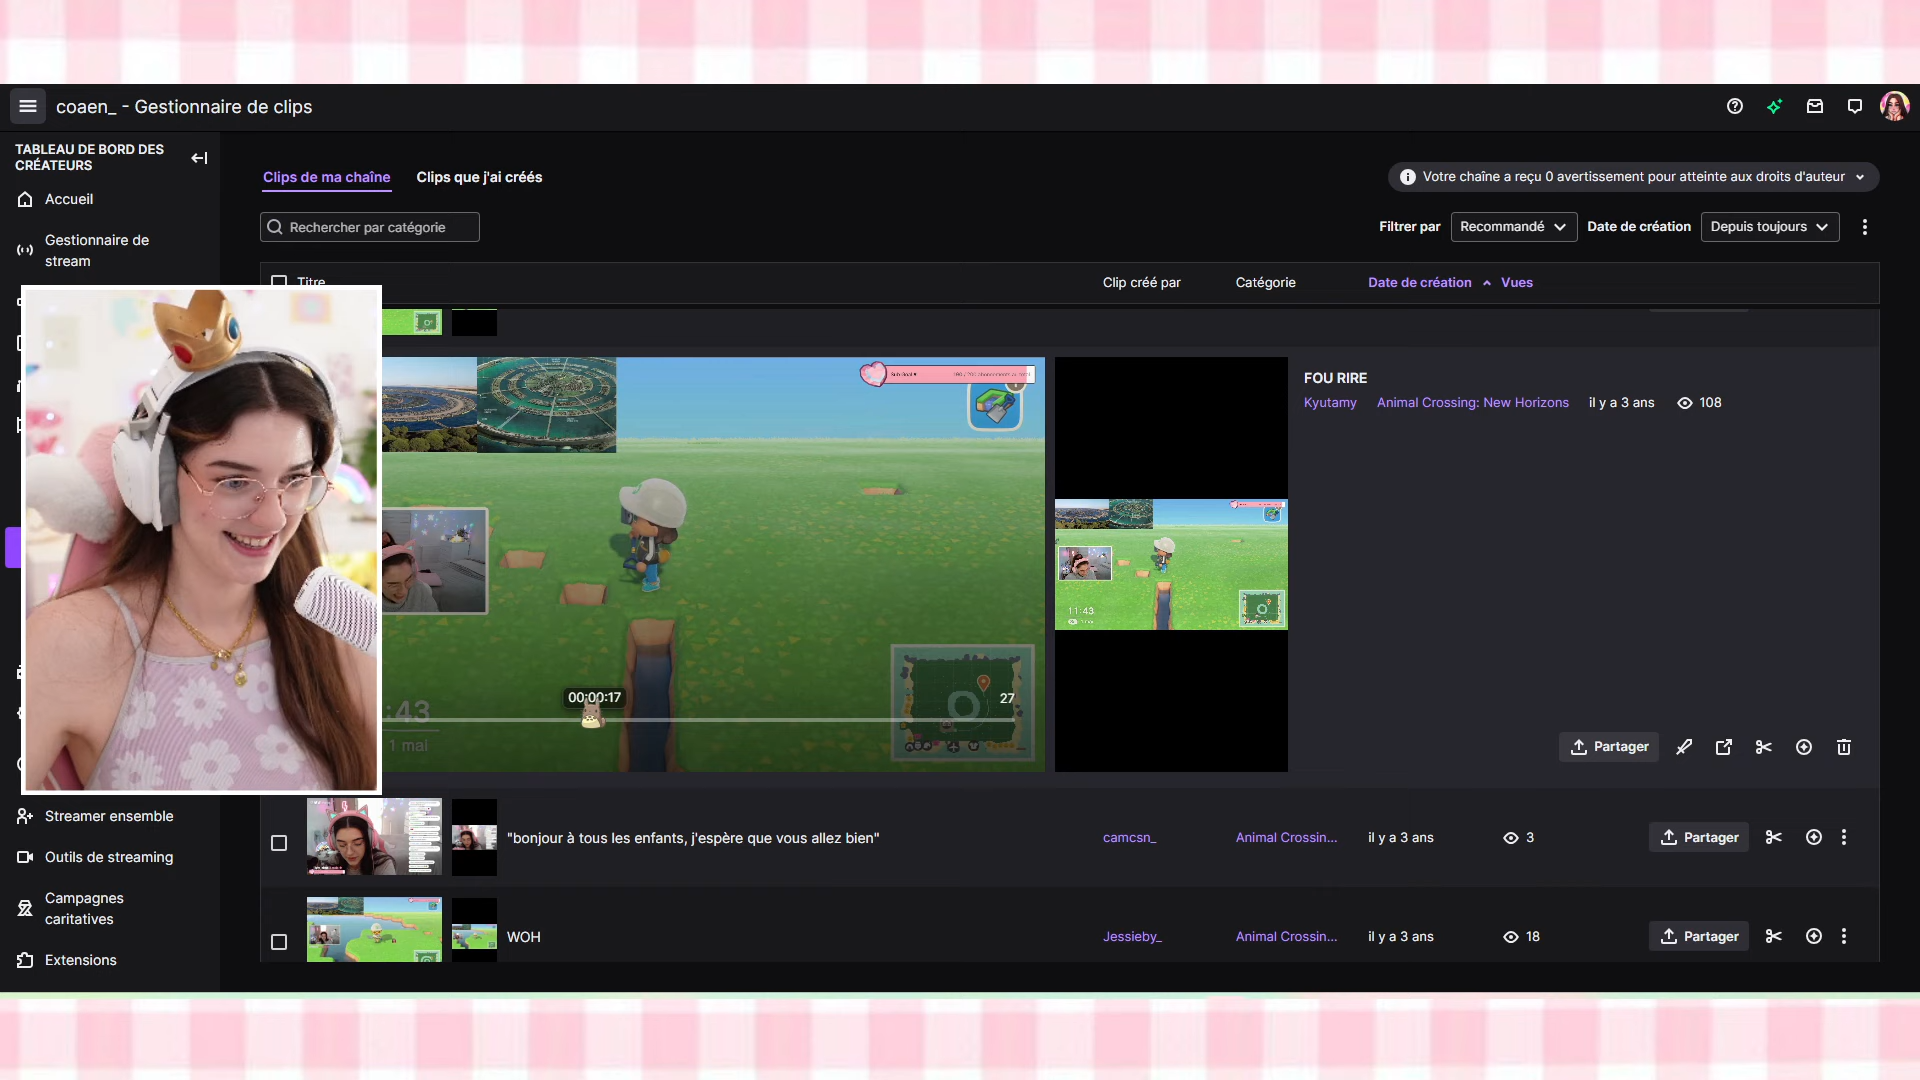 coaen_ - Gestionnaire de clips
TABLEAU DE BORD DES
CRÉATEURS
Accueil
Gestionnaire de
stream
Streamer ensemble
Outils de streaming
Campagnes
caritatives
Extensions
Clips de ma chaîne
Clips que j'ai créés
Votre chaîne a reçu 0 avertissement pour atteinte aux droits d'auteur
Rechercher par catégorie
Filtrer par
Recommandé
Date de création
Depuis toujours
Titre
Clip créé par
Catégorie
Date de création
Vues
Sub Goal
00:00:17
27
:43
1 mai
11:43
FOU RIRE
Kyutamy
Animal Crossing: New Horizons
il y a 3 ans
108
Partager
"bonjour à tous les enfants, j'espère que vous allez bien"
camcsn_
Animal Crossin...
il y a 3 ans
3
Partager
WOH
Jessieby_
Animal Crossin...
il y a 3 ans
18
Partager